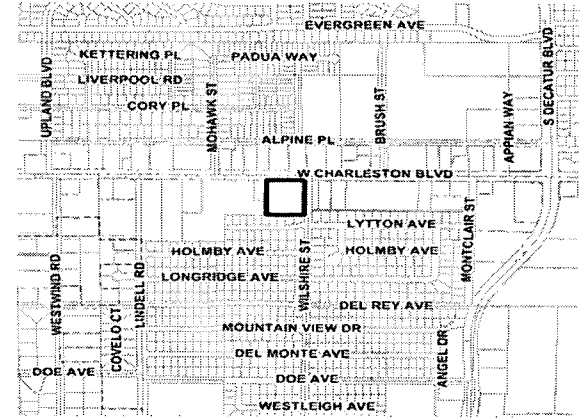 EVERGREEN AVE
KETTERING PL
PADUA WAY
LIVERPOOL RD
CORY PL
UPLAND BLVD
MOHAWK ST
BRUSH ST
APPIAN WAY
S DECATUR BLVD
ALPINE PL
W CHARLESTON BLVD
LYTTON AVE
HOLMBY AVE
HOLMBY AVE
LONGRIDGE AVE
WILSHIRE ST
MONTCLAIR ST
WESTWIND RD
COVELO CT
LINDELL RD
DEL REY AVE
MOUNTAIN VIEW DR
DEL MONTE AVE
ANGEL DR
DOE AVE
DOE AVE
WESTLEIGH AVE